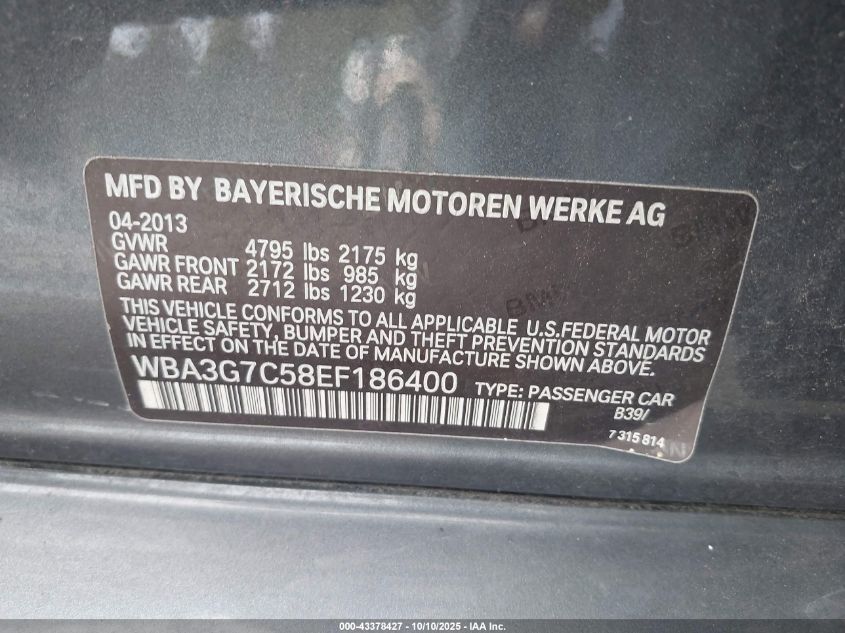 MFD BY BAYERISCHE MOTOREN WERKE AG
04-2013
GVWR 4795 lbs 2175 kg
GAWR FRONT 2172 lbs 985 kg
GAWR REAR 2712 lbs 1230 kg
THIS VEHICLE CONFORMS TO ALL APPLICABLE U.S.FEDERAL MOTOR
VEHICLE SAFETY, BUMPER AND THEFT PREVENTION STANDARDS
IN EFFECT ON THE DATE OF MANUFACTURE SHOWN ABOVE.
WBA3G7C58EF186400 TYPE: PASSENGER CAR
B39/
7 315 814
000-43378427 - 10/10/2025 - IAA Inc.